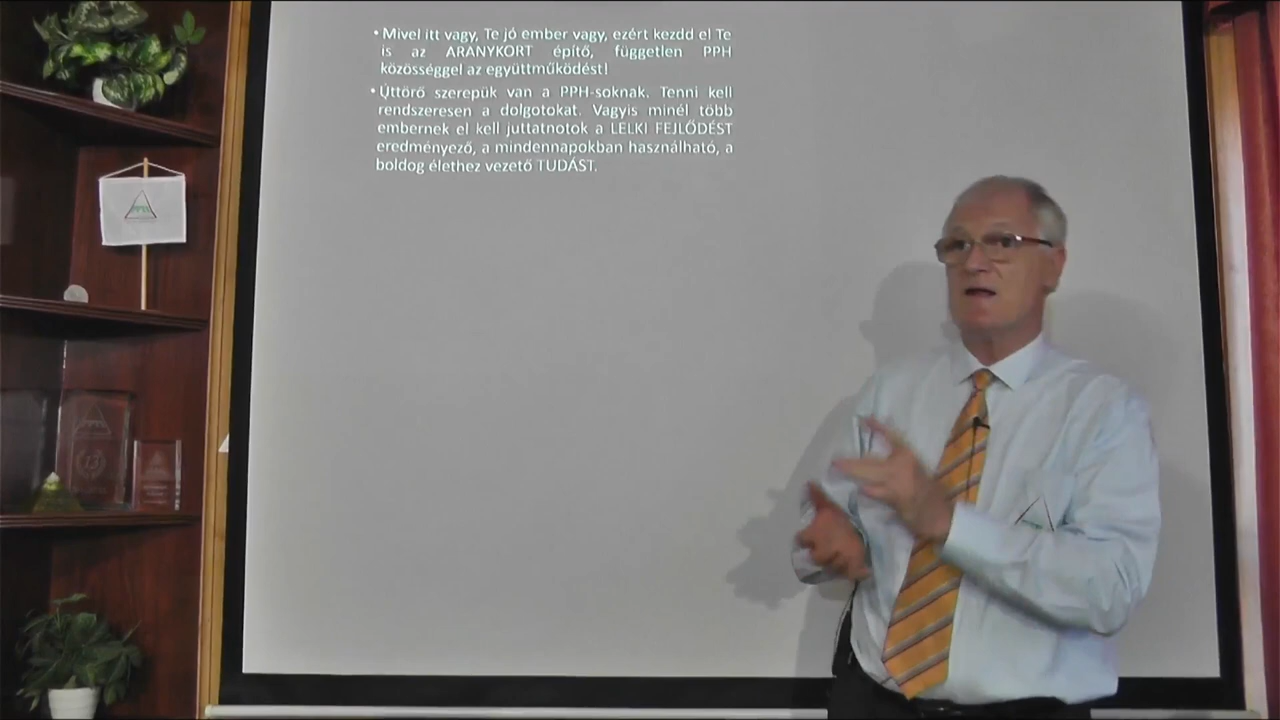 • Mivel itt vagy, Te jó ember vagy, ezért kezdd el Te
is az ARANYKORT építő, független PPH
közösséggel az együttműködést!
• Úttörő szerepük van a PPH-soknak. Tenni kell
rendszeresen a dolgotokat. Vagyis minél több
embernek el kell juttatnotok a LELKI FEJLŐDÉST
eredményező, a mindennapokban használható, a
boldog élethez vezető TUDÁST.